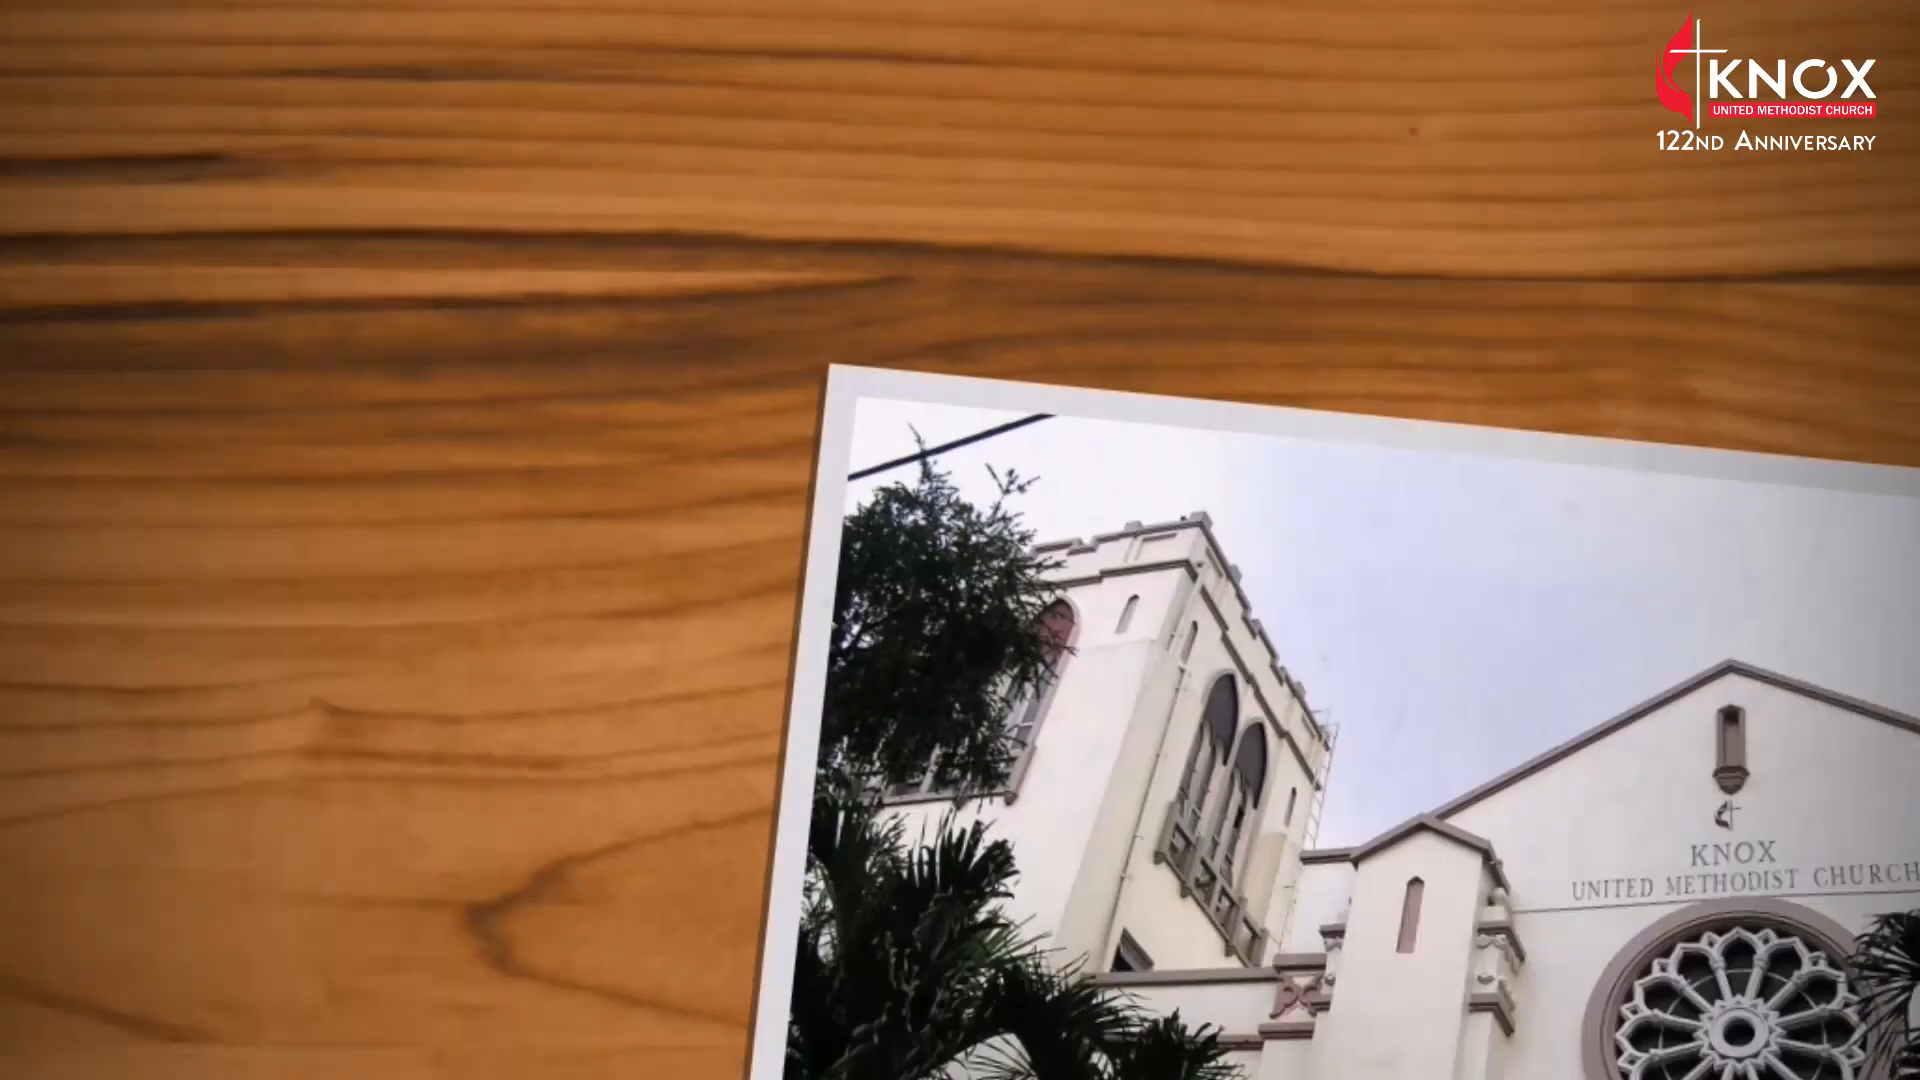 KNOX
UNITED METHODIST CHURCH
122ND ANNIVERSARY
KNOX
UNITED METHODIST CHURCH